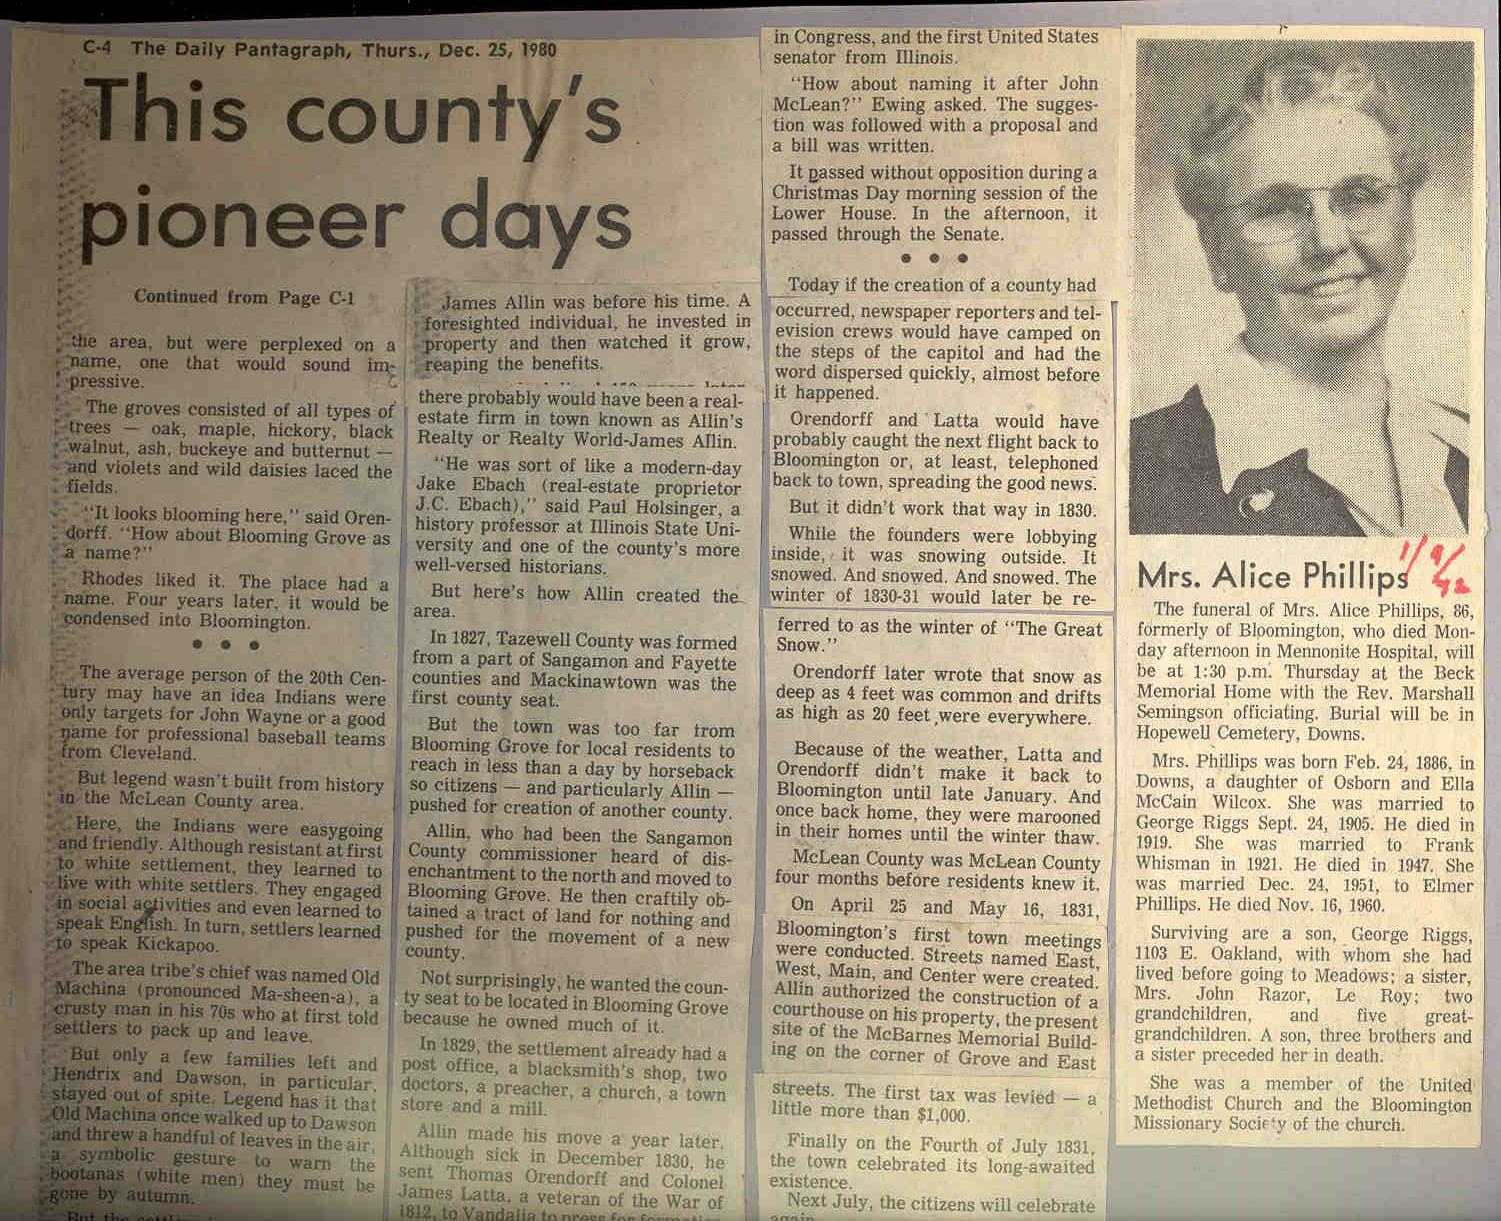 C-4 The Daily Pantagraph, Thurs., Dec. 25, 1980
This county's
pioneer days
Continued from Page C-1
the area, but were perplexed on a
name, one that would sound im-
pressive.
The groves consisted of all types of
trees — oak, maple, hickory, black
walnut, ash, buckeye and butternut —
and violets and wild daisies laced the
fields.
"It looks blooming here," said Oren-
dorff. "How about Blooming Grove as
a name?"
Rhodes liked it. The place had a
name. Four years later, it would be
condensed into Bloomington.
• • •
The average person of the 20th Cen-
tury may have an idea Indians were
only targets for John Wayne or a good
name for professional baseball teams
from Cleveland.
But legend wasn't built from history
in the McLean County area.
Here, the Indians were easygoing
and friendly. Although resistant at first
to white settlement, they learned to
live with white settlers. They engaged
in social activities and even learned to
speak English. In turn, settlers learned
to speak Kickapoo.
The area tribe's chief was named Old
Machina (pronounced Ma-sheen-a), a
crusty man in his 70s who at first told
settlers to pack up and leave.
But only a few families left and
Hendrix and Dawson, in particular,
stayed out of spite. Legend has it that
Old Machina once walked up to Dawson
and threw a handful of leaves in the air,
a symbolic gesture to warn the
bootanas (white men) they must be
gone by autumn.
But the
James Allin was before his time. A
foresighted individual, he invested in
property and then watched it grow,
reaping the benefits.
there probably would have been a real-
estate firm in town known as Allin's
Realty or Realty World-James Allin.
"He was sort of like a modern-day
Jake Ebach (real-estate proprietor
J.C. Ebach)," said Paul Holsinger, a
history professor at Illinois State Uni-
versity and one of the county's more
well-versed historians.
But here's how Allin created the
area.
In 1827, Tazewell County was formed
from a part of Sangamon and Fayette
counties and Mackinawtown was the
first county seat.
But the town was too far from
Blooming Grove for local residents to
reach in less than a day by horseback
so citizens — and particularly Allin —
pushed for creation of another county.
Allin, who had been the Sangamon
County commissioner heard of dis-
enchantment to the north and moved to
Blooming Grove. He then craftily ob-
tained a tract of land for nothing and
pushed for the movement of a new
county.
Not surprisingly, he wanted the coun-
ty seat to be located in Blooming Grove
because he owned much of it.
In 1829, the settlement already had a
post office, a blacksmith's shop, two
doctors, a preacher, a church, a town
store and a mill.
Allin made his move a year later.
Although sick in December 1830, he
sent Thomas Orendorff and Colonel
James Latta, a veteran of the War of
1812, to Vandalia to press for
in Congress, and the first United States
senator from Illinois.
"How about naming it after John
McLean?" Ewing asked. The sugges-
tion was followed with a proposal and
a bill was written.
It passed without opposition during a
Christmas Day morning session of the
Lower House. In the afternoon, it
passed through the Senate.
• • •
Today if the creation of a county had
occurred, newspaper reporters and tel-
evision crews would have camped on
the steps of the capitol and had the
word dispersed quickly, almost before
it happened.
Orendorff and Latta would have
probably caught the next flight back to
Bloomington or, at least, telephoned
back to town, spreading the good news.
But it didn't work that way in 1830.
While the founders were lobbying
inside, it was snowing outside. It
snowed. And snowed. And snowed. The
winter of 1830-31 would later be re-
ferred to as the winter of "The Great
Snow."
Orendorff later wrote that snow as
deep as 4 feet was common and drifts
as high as 20 feet were everywhere.
Because of the weather, Latta and
Orendorff didn't make it back to
Bloomington until late January. And
once back home, they were marooned
in their homes until the winter thaw.
McLean County was McLean County
four months before residents knew it.
On April 25 and May 16, 1831,
Bloomington's first town meetings
were conducted. Streets named East,
West, Main, and Center were created.
Allin authorized the construction of a
courthouse on his property, the present
site of the McBarnes Memorial Build-
ing on the corner of Grove and East
streets. The first tax was levied — a
little more than $1,000.
Finally on the Fourth of July 1831,
the town celebrated its long-awaited
existence.
Next July, the citizens will celebrate
again.
Mrs. Alice Phillips
The funeral of Mrs. Alice Phillips, 86,
formerly of Bloomington, who died Mon-
day afternoon in Mennonite Hospital, will
be at 1:30 p.m. Thursday at the Beck
Memorial Home with the Rev. Marshall
Semingson officiating. Burial will be in
Hopewell Cemetery, Downs.
Mrs. Phillips was born Feb. 24, 1886, in
Downs, a daughter of Osborn and Ella
McCain Wilcox. She was married to
George Riggs Sept. 24, 1905. He died in
1919. She was married to Frank
Whisman in 1921. He died in 1947. She
was married Dec. 24, 1951, to Elmer
Phillips. He died Nov. 16, 1960.
Surviving are a son, George Riggs,
1103 E. Oakland, with whom she had
lived before going to Meadows; a sister,
Mrs. John Razor, Le Roy; two
grandchildren, and five great-
grandchildren. A son, three brothers and
a sister preceded her in death.
She was a member of the United
Methodist Church and the Bloomington
Missionary Society of the church.